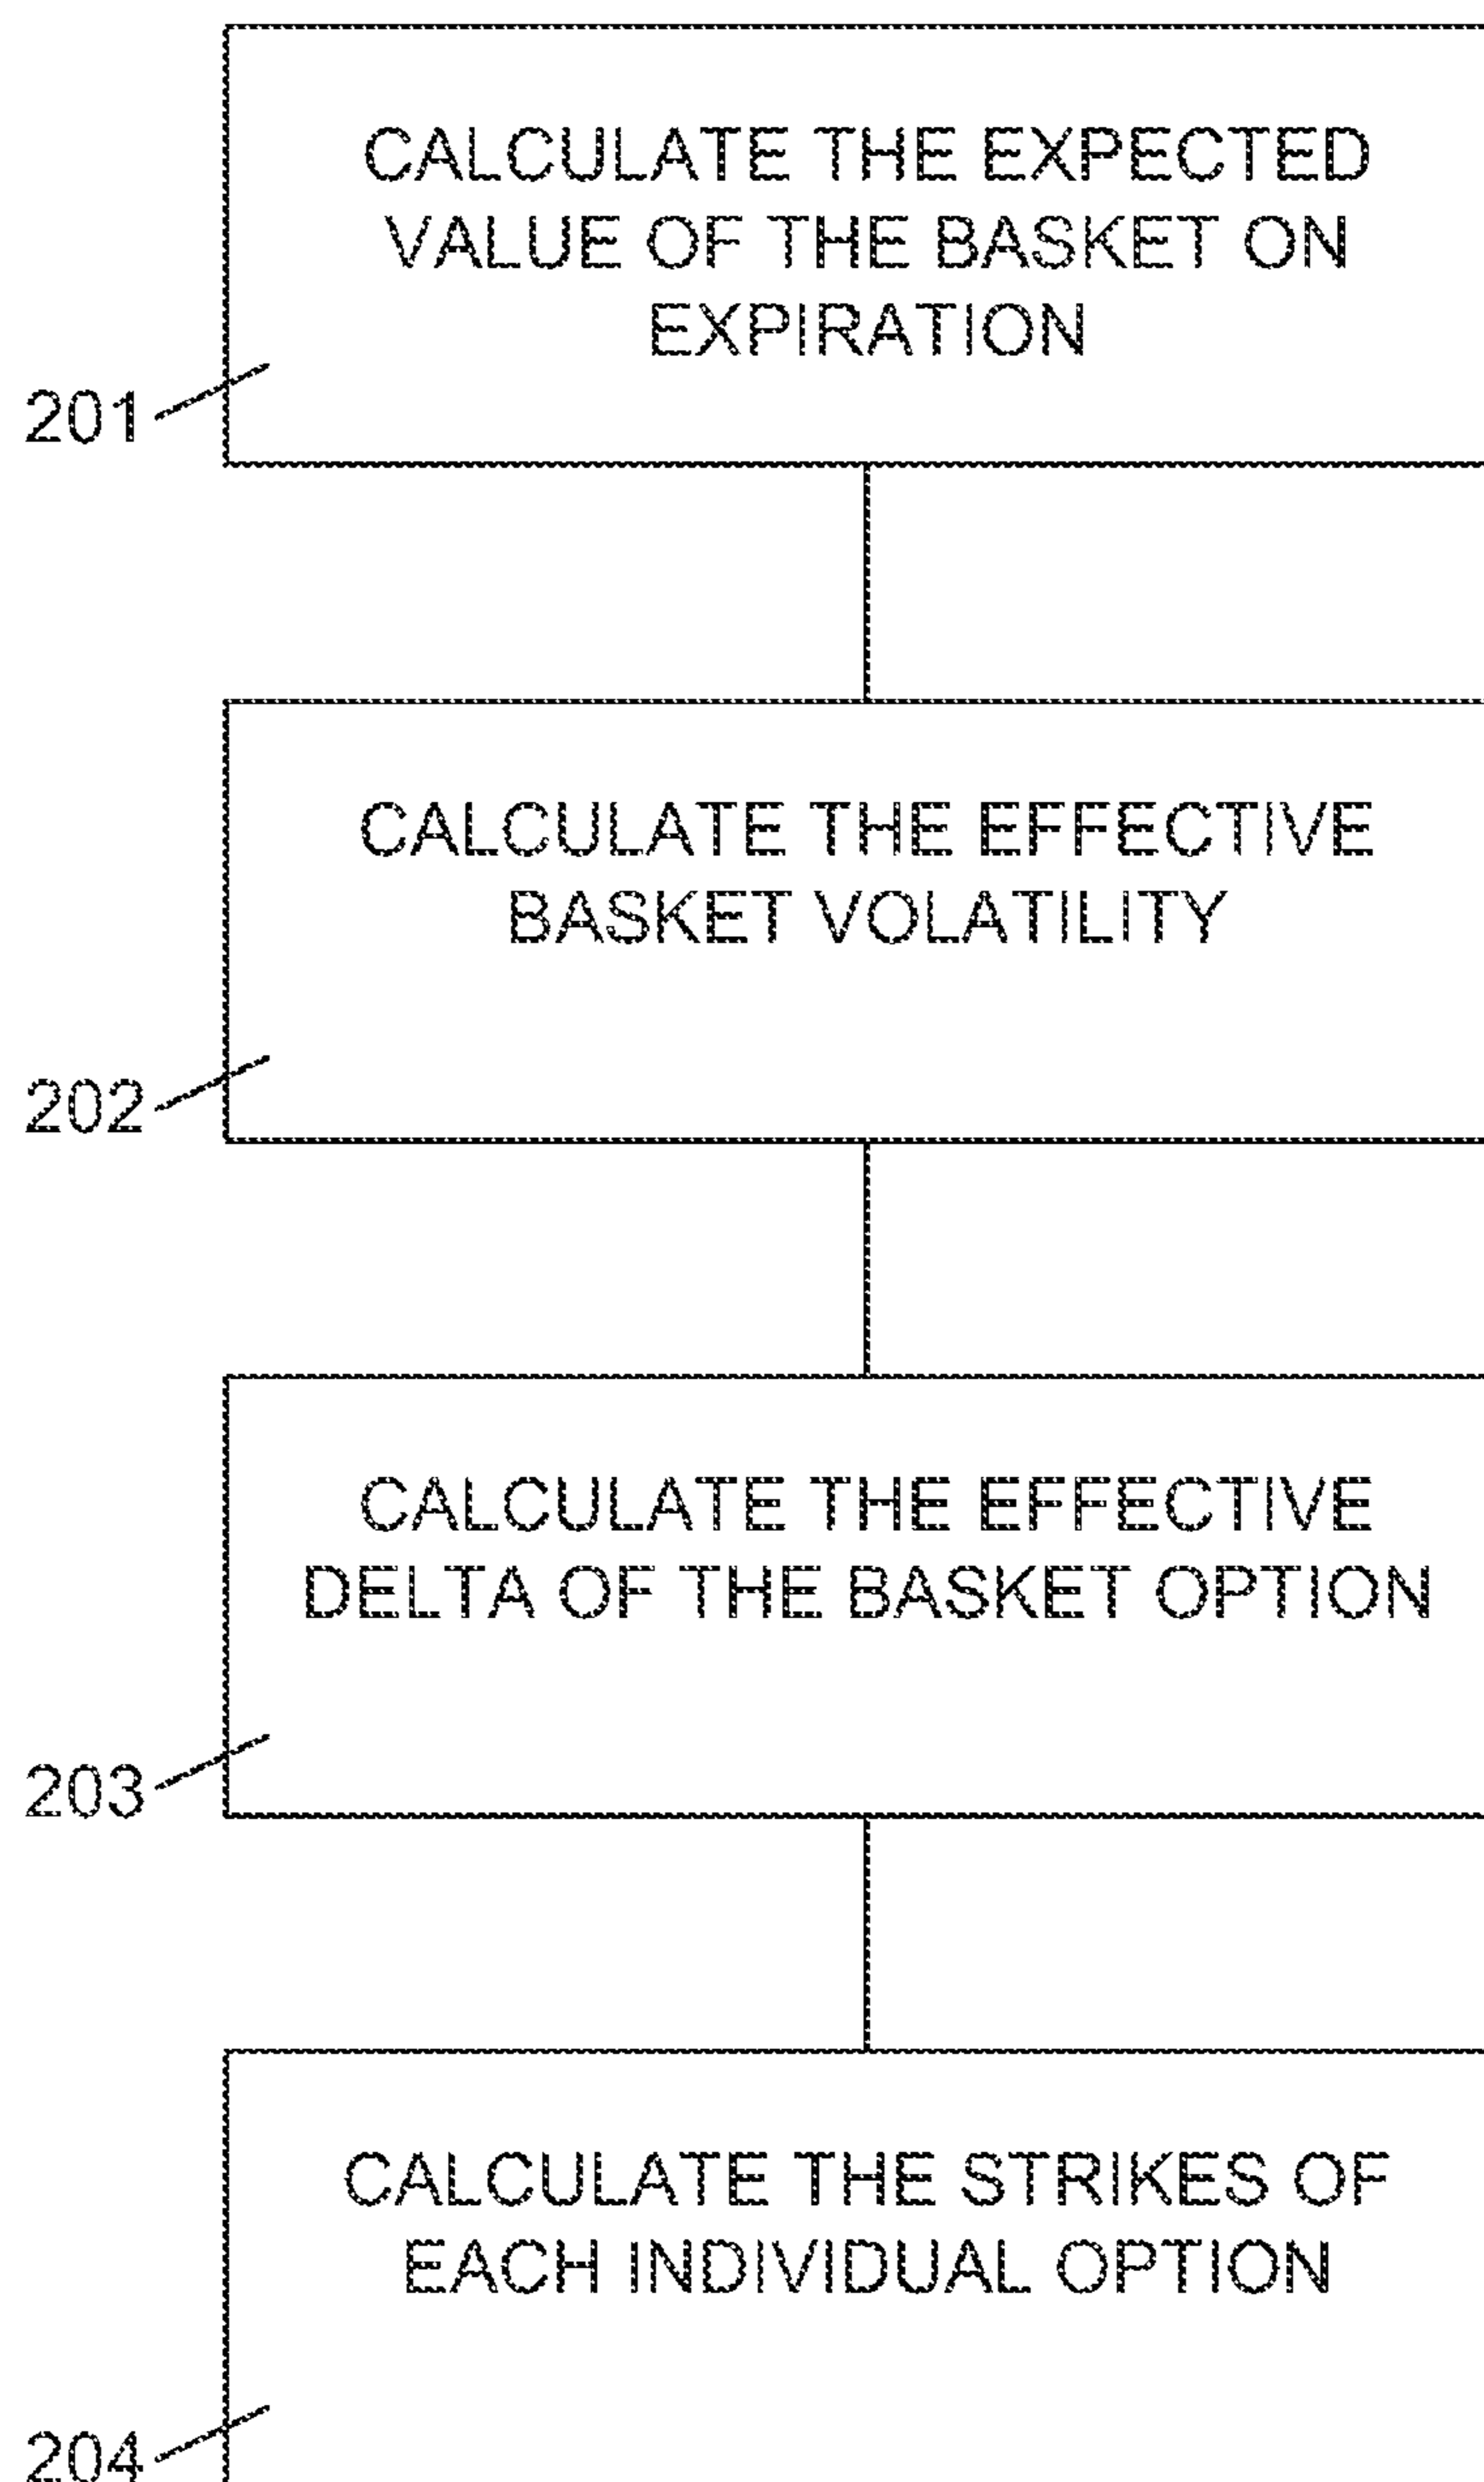 CALCULATE THE EXPECTED
VALUE OF THE BASKET ON
EXPIRATION
201
CALCULATE THE EFFECTIVE
BASKET VOLATILITY
202
CALCULATE THE EFFECTIVE
DELTA OF THE BASKET OPTION
203
CALCULATE THE STRIKES OF
EACH INDIVIDUAL OPTION
204